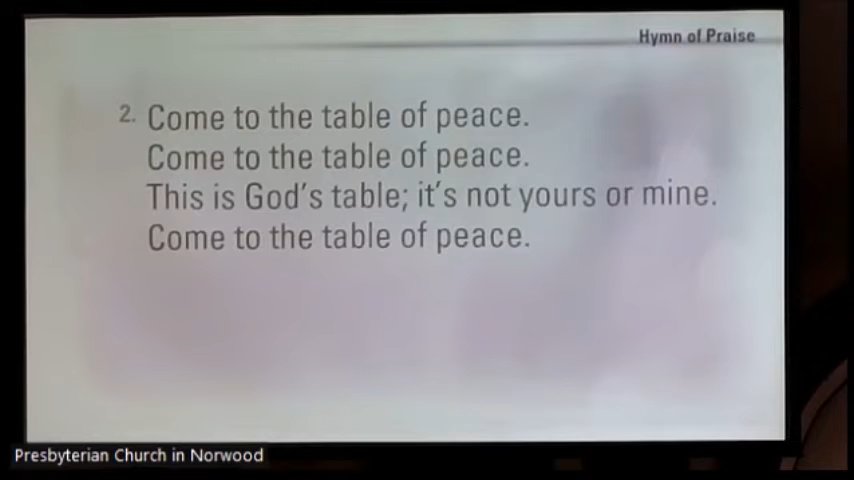 Hymn of Praise
2. Come to the table of peace.
Come to the table of peace.
This is God's table; it's not yours or mine.
Come to the table of peace.
Presbyterian Church in Norwood